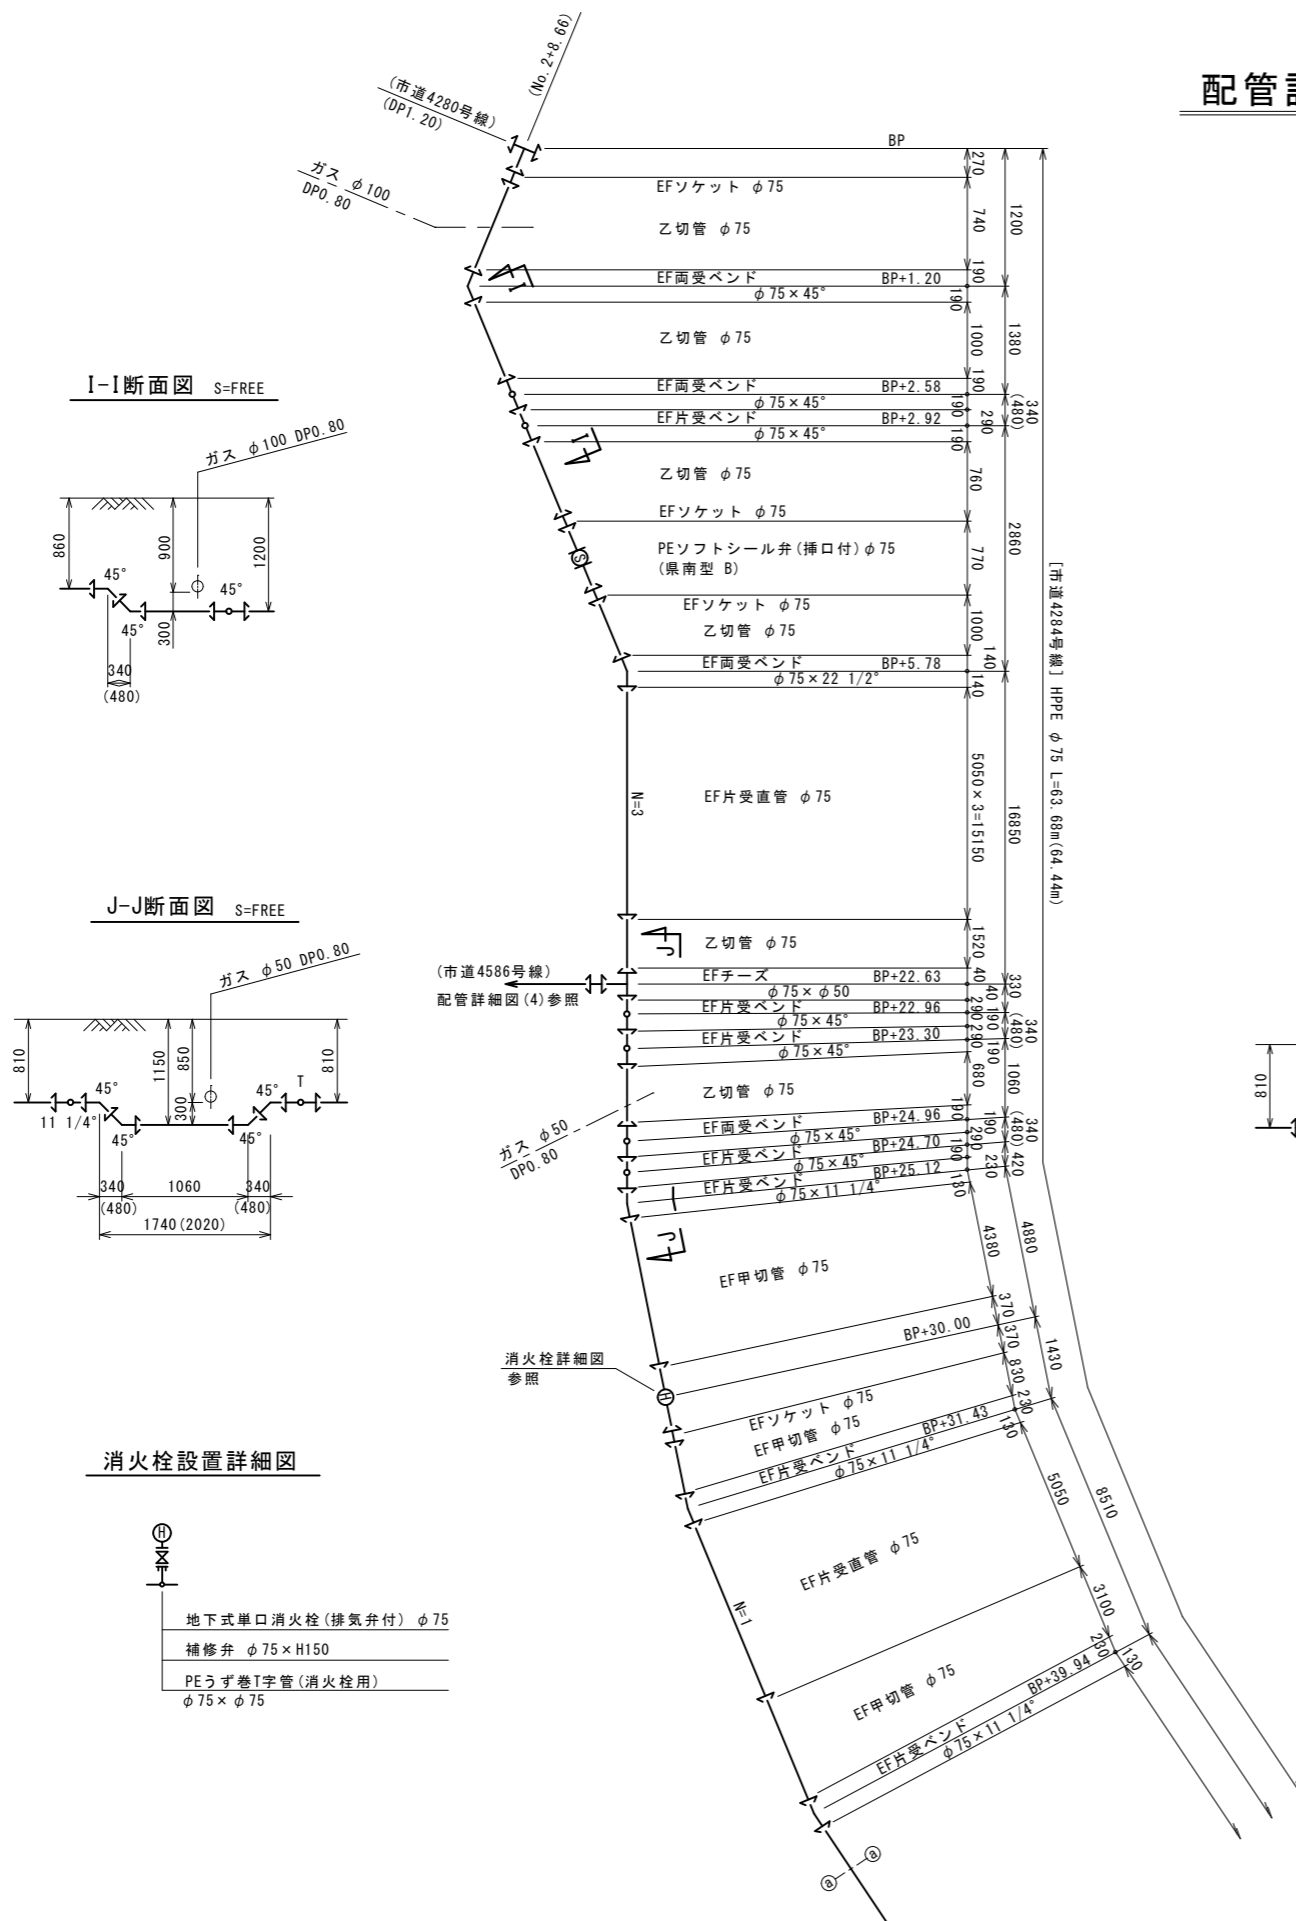 配管
(No.2+8.66)
(市道4280号線)
(DP1.20)
ガス φ100
DP0.80
BP
270
EFソケット φ75
乙切管 φ75
740
1200
190
EF両受ベンド BP+1.20
φ75×45°
190
乙切管 φ75
1000
1380
190
EF両受ベンド BP+2.58
φ75×45°
190
340
(480)
290
EF片受ベンド BP+2.92
φ75×45°
190
乙切管 φ75
760
EFソケット φ75
2860
PEソフトシール弁(挿口付)φ75
(県南型 B)
770
EFソケット φ75
乙切管 φ75
1000
140
EF両受ベンド BP+5.78
φ75×22 1/2°
140
[市道4284号線] HPPE φ75 L=63.68m(64.44m)
EF片受直管 φ75
N=3
5050×3=15150
16850
乙切管 φ75
1520
(市道4586号線)
配管詳細図(4)参照
EFチーズ BP+22.63
φ75×φ50
40
40
330
EF片受ベンド BP+22.96
φ75×45°
290
190
340
(480)
EF片受ベンド BP+23.30
φ75×45°
290
190
乙切管 φ75
680
1060
ガス φ50
DP0.80
190
EF両受ベンド BP+24.96
φ75×45°
190
290
340
(480)
EF片受ベンド BP+24.70
φ75×45°
190
230
420
EF片受ベンド BP+25.12
φ75×11 1/4°
130
EF甲切管 φ75
4380
4880
370
BP+30.00
370
1430
消火栓詳細図
参照
H
S
EFソケット φ75
EF甲切管 φ75
830
230
EF片受ベンド BP+31.43
φ75×11 1/4°
130
EF片受直管 φ75
N=1
5050
8510
EF甲切管 φ75
3100
230
EF片受ベンド BP+39.94
φ75×11 1/4°
130
a
a
I
I
J
J
I-I断面図 S=FREE
ガス φ100 DP0.80
860
900
1200
45°
45°
45°
300
340
(480)
J-J断面図 S=FREE
ガス φ50 DP0.80
810
1150
850
810
45°
45°
T
11 1/4°
300
45°
45°
340
(480)
1060
340
(480)
1740(2020)
810
消火栓設置詳細図
H
地下式単口消火栓(排気弁付) φ75
補修弁 φ75×H150
PEうず巻T字管(消火栓用)
φ75×φ75